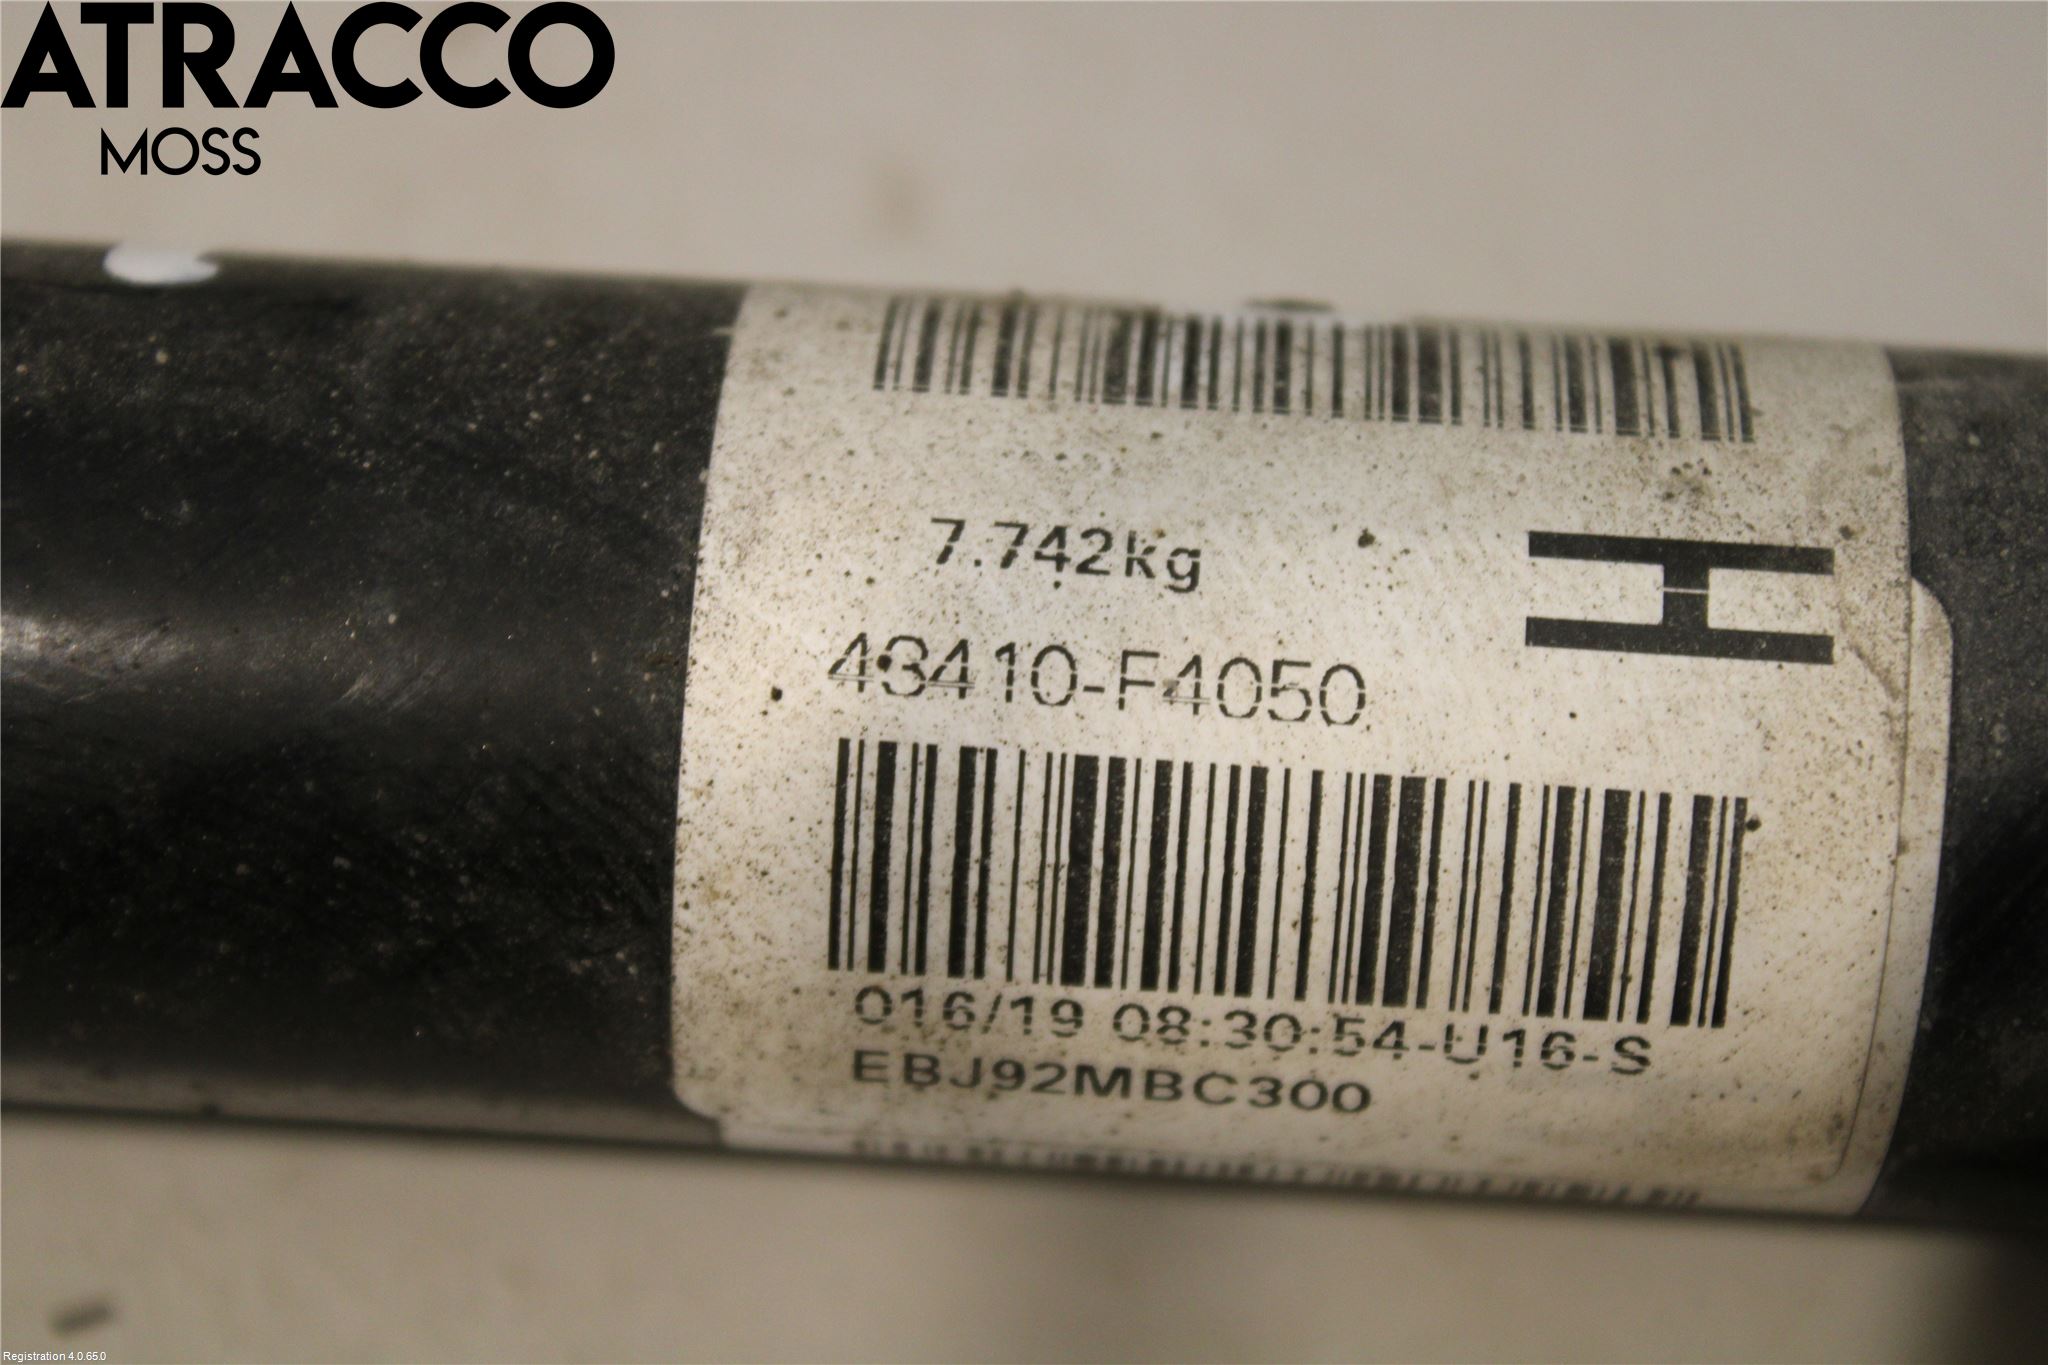 ATRACCO
MOSS
7.742kg
H
43410-F4050
016/19 08:30:54-U16-S
EBJ92MBC300
Registration 4.0.65.0